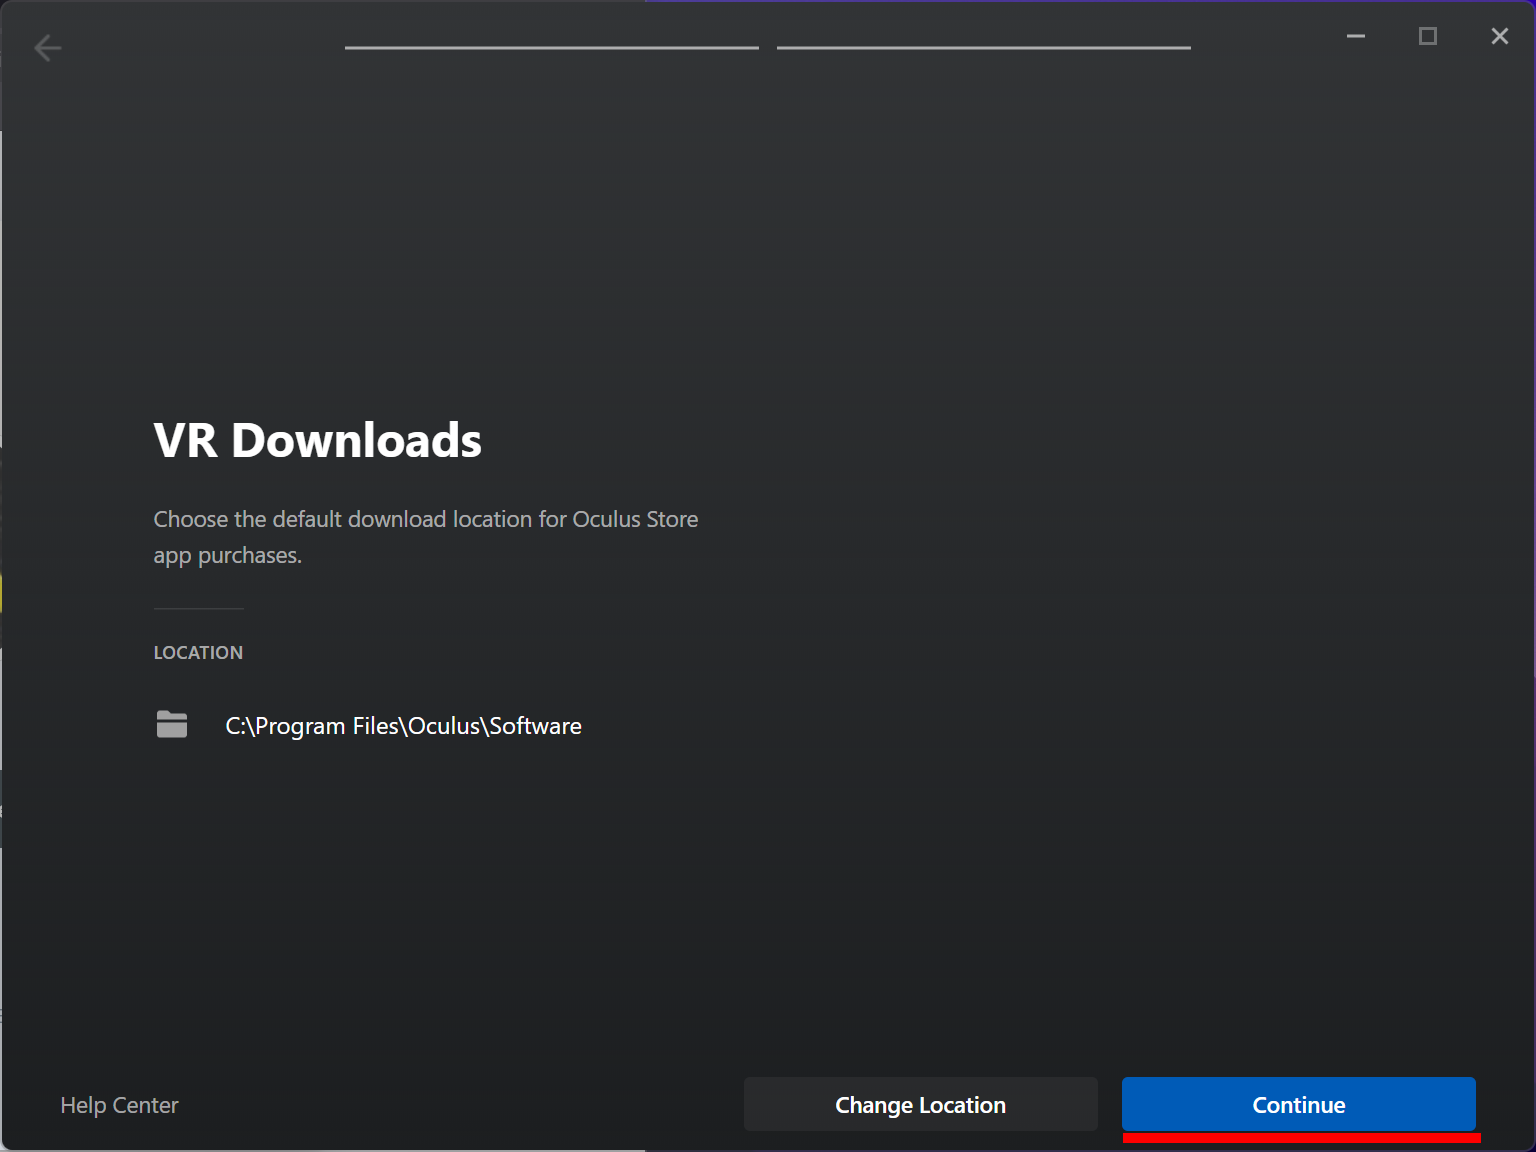 VR Downloads
Choose the default download location for Oculus Store
app purchases.
LOCATION
C:\Program Files\Oculus\Software
Help Center
Change Location
Continue